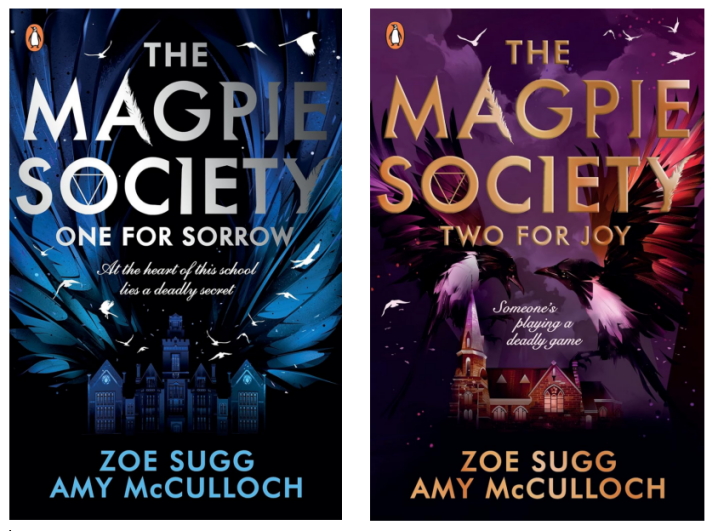 THE
MAGPIE
SOCIETY
ONE FOR SORROW
At the heart of this school
lies a deadly secret
ZOE SUGG
AMY McCULLOCH
THE
MAGPIE
SOCIETY
TWO FOR JOY
Someone's
playing a
deadly game
ZOE SUGG
AMY McCULLOCH